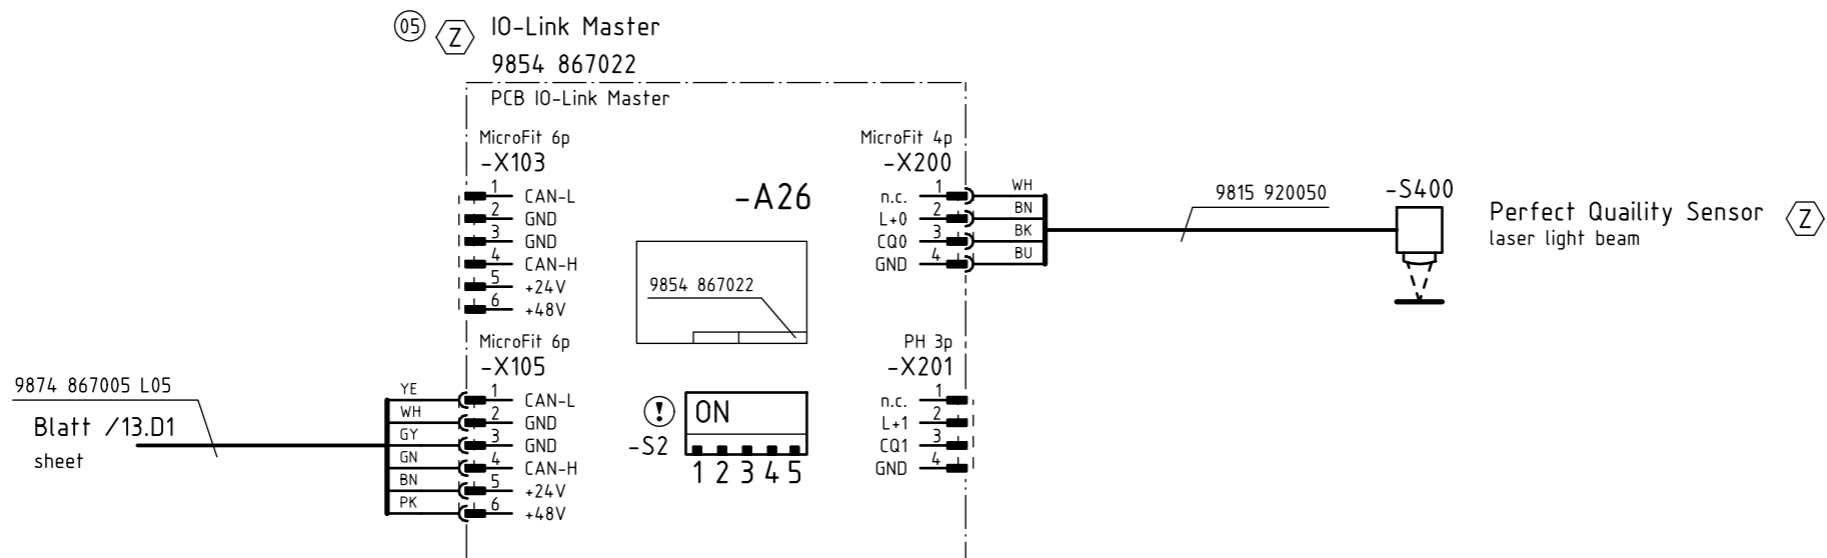 05 Z IO-Link Master
9854 867022
PCB IO-Link Master
MicroFit 6p
-X103
1 CAN-L
2 GND
3 GND
4 CAN-H
5 +24V
6 +48V
MicroFit 6p
-X105
YE 1 CAN-L
WH 2 GND
GY 3 GND
GN 4 CAN-H
BN 5 +24V
PK 6 +48V
9874 867005 L05
Blatt /13.D1
sheet
-A26
9854 867022
! ON
-S2
1 2 3 4 5
MicroFit 4p
-X200
n.c. 1 WH
L+0 2 BN
CQ0 3 BK
GND 4 BU
PH 3p
-X201
n.c. 1
L+1 2
CQ1 3
GND 4
9815 920050
-S400
Perfect Quaility Sensor Z
laser light beam